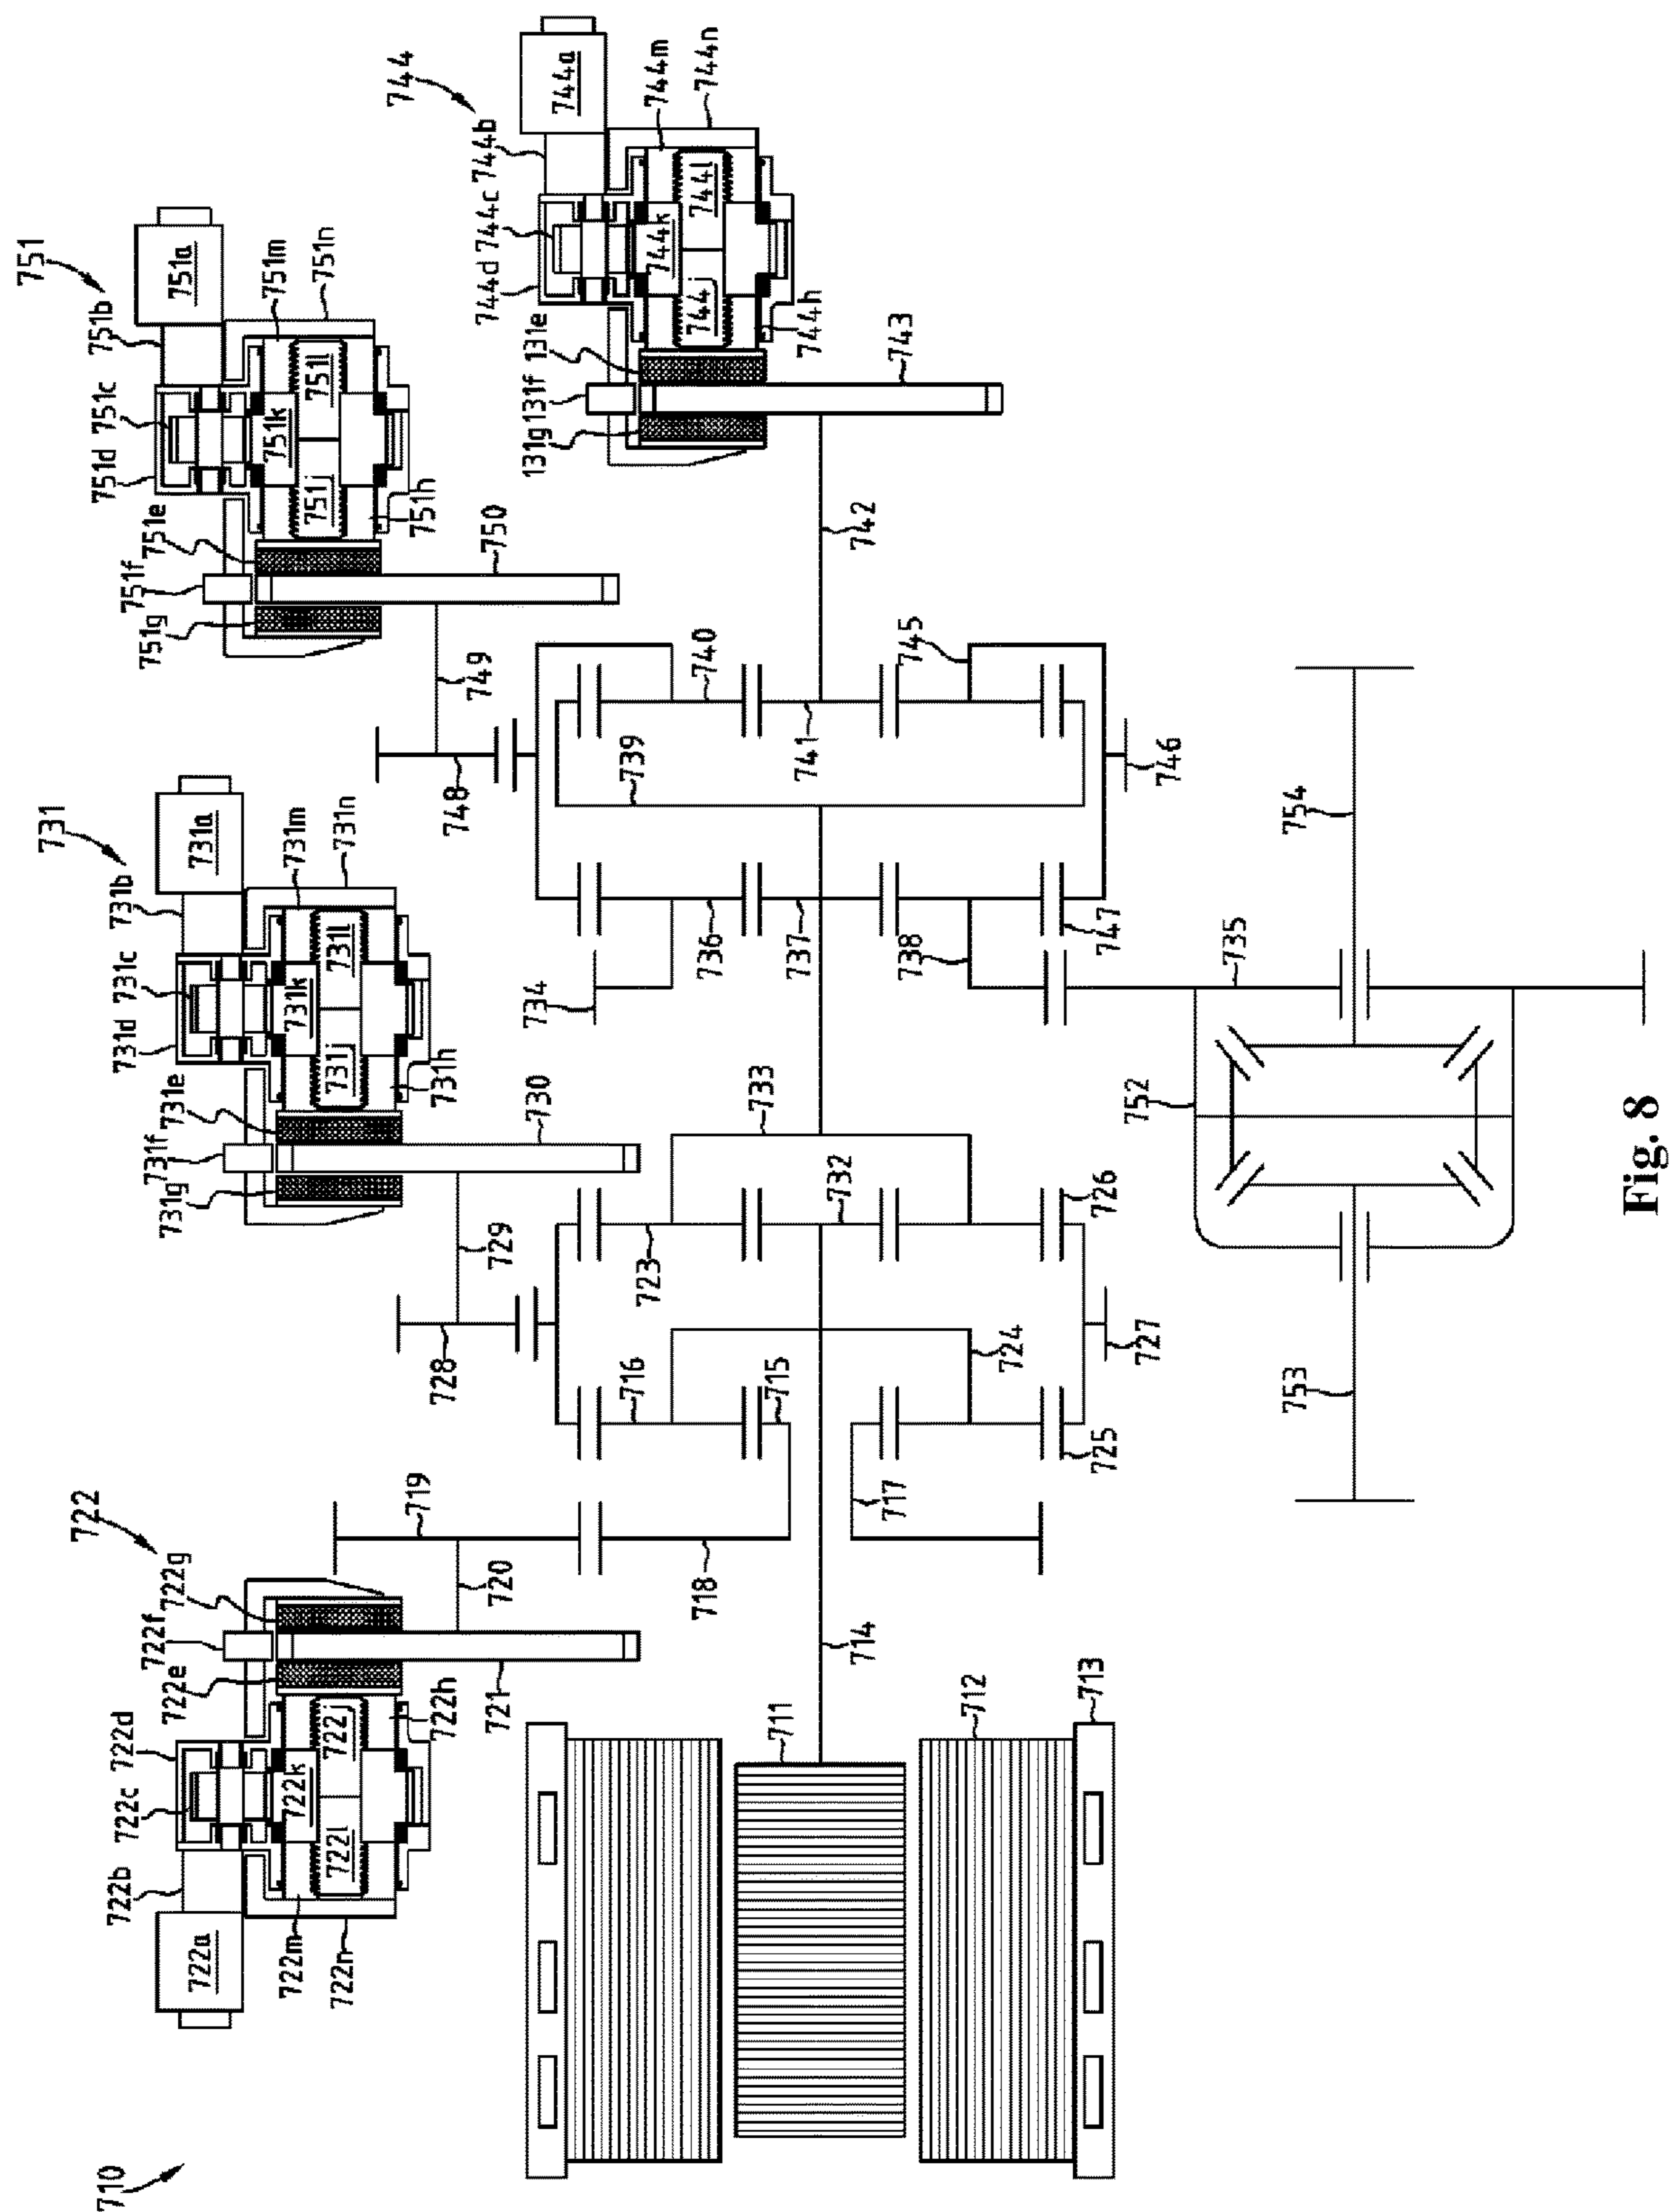 710
722
722a
722b
722c
722d
722e
722f
722g
722k
722l
722j
722m
722n
722h
721
720
719
718
717
731
731a
731b
731c
731d
731e
731f
731g
731k
731l
731j
731m
731n
731h
730
729
728
751
751a
751b
751c
751d
751e
751f
751g
751k
751l
751j
751m
751n
751h
750
749
748
744
744a
744b
744c
744d
131e
131f
131g
744k
744l
744j
744m
744n
744h
743
742
711
712
713
714
715
716
723
724
725
726
727
732
733
734
736
737
738
739
740
741
745
746
747
735
752
753
754
Fig. 8